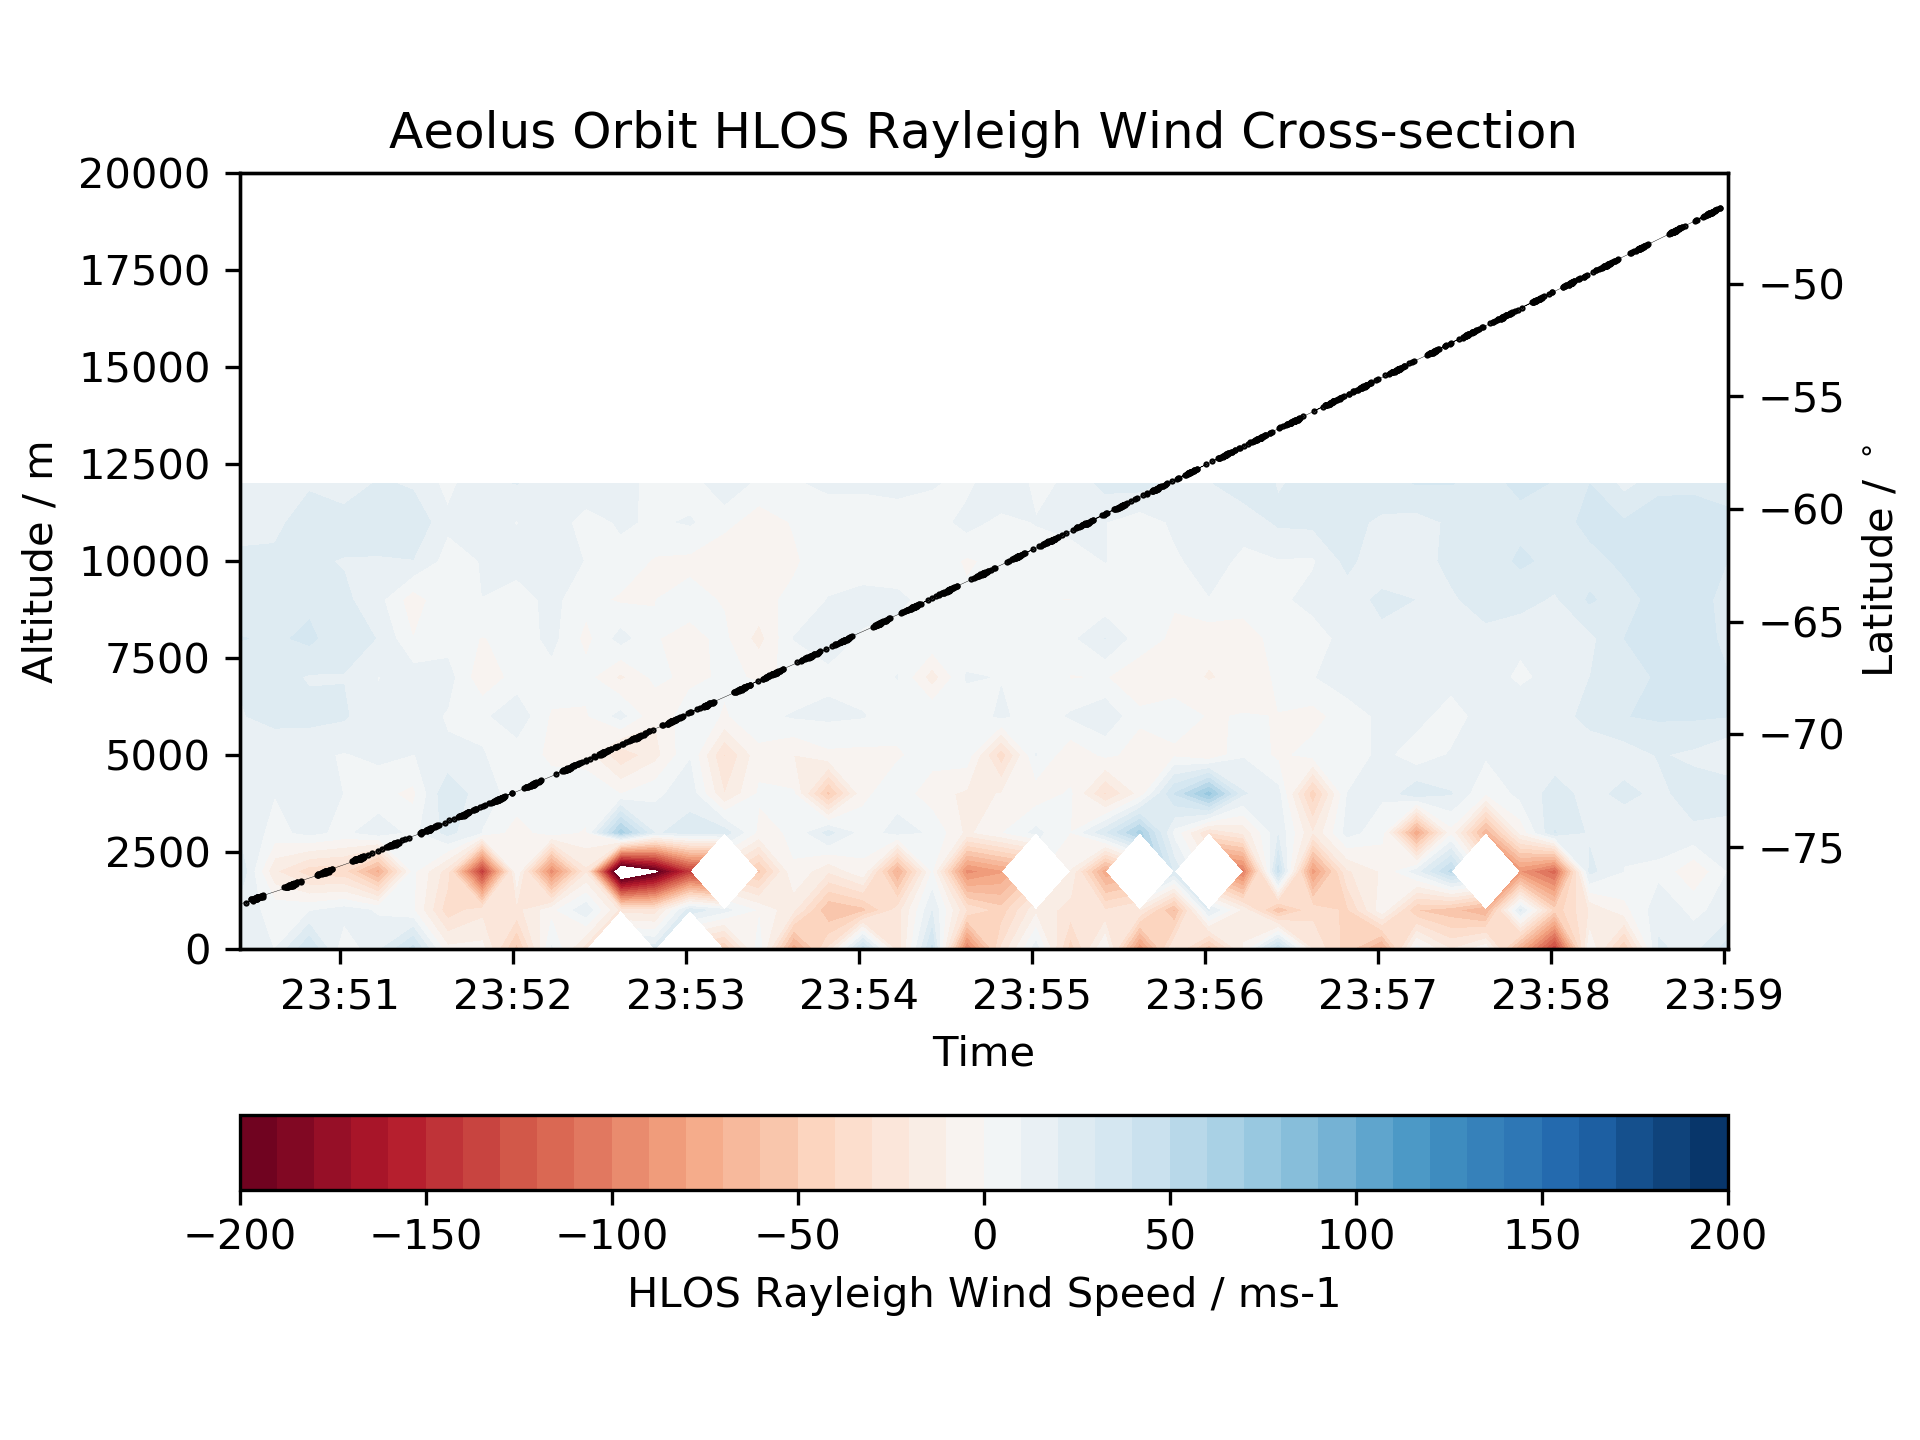 Aeolus Orbit HLOS Rayleigh Wind Cross-section
20000
17500
15000
12500
10000
7500
5000
2500
0
Altitude / m
−50
−55
−60
−65
−70
−75
Latitude / °
23:51 23:52 23:53 23:54 23:55 23:56 23:57 23:58 23:59
Time
−200 −150 −100 −50 0 50 100 150 200
HLOS Rayleigh Wind Speed / ms-1